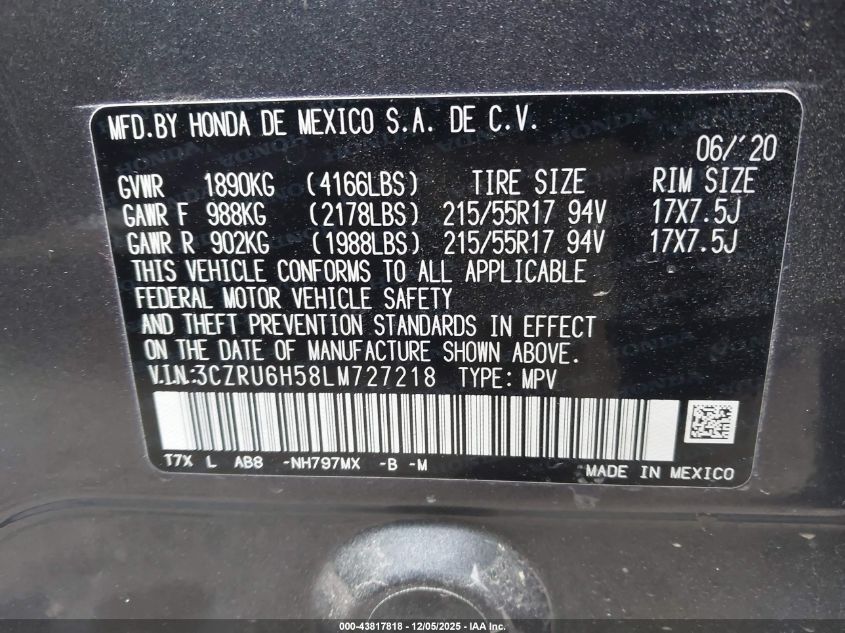 MFD.BY HONDA DE MEXICO S.A. DE C.V.
06/'20
GVWR 1890KG (4166LBS) TIRE SIZE RIM SIZE
GAWR F 988KG (2178LBS) 215/55R17 94V 17X7.5J
GAWR R 902KG (1988LBS) 215/55R17 94V 17X7.5J
THIS VEHICLE CONFORMS TO ALL APPLICABLE
FEDERAL MOTOR VEHICLE SAFETY
AND THEFT PREVENTION STANDARDS IN EFFECT
ON THE DATE OF MANUFACTURE SHOWN ABOVE.
V.I.N.:3CZRU6H58LM727218 TYPE: MPV
T7X L AB8 -NH797MX -B -M
MADE IN MEXICO
000-43817818 - 12/05/2025 - IAA Inc.